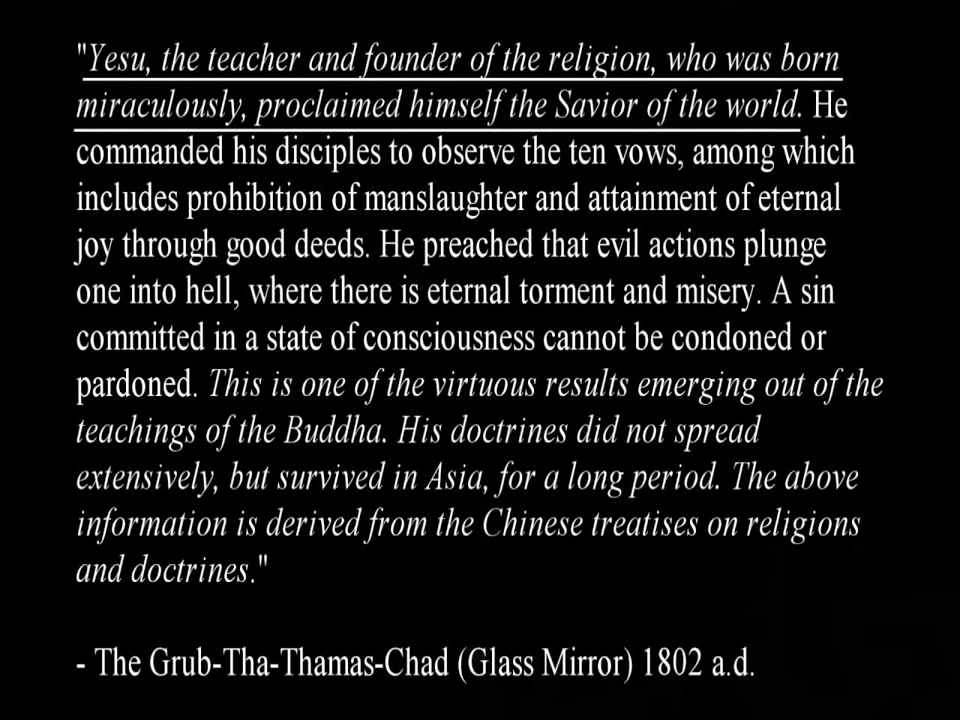 "Yesu, the teacher and founder of the religion, who was born
miraculously, proclaimed himself the Savior of the world. He
commanded his disciples to observe the ten vows, among which
includes prohibition of manslaughter and attainment of eternal
joy through good deeds. He preached that evil actions plunge
one into hell, where there is eternal torment and misery. A sin
committed in a state of consciousness cannot be condoned or
pardoned. This is one of the virtuous results emerging out of the
teachings of the Buddha. His doctrines did not spread
extensively, but survived in Asia, for a long period. The above
information is derived from the Chinese treatises on religions
and doctrines."
- The Grub-Tha-Thamas-Chad (Glass Mirror) 1802 a.d.